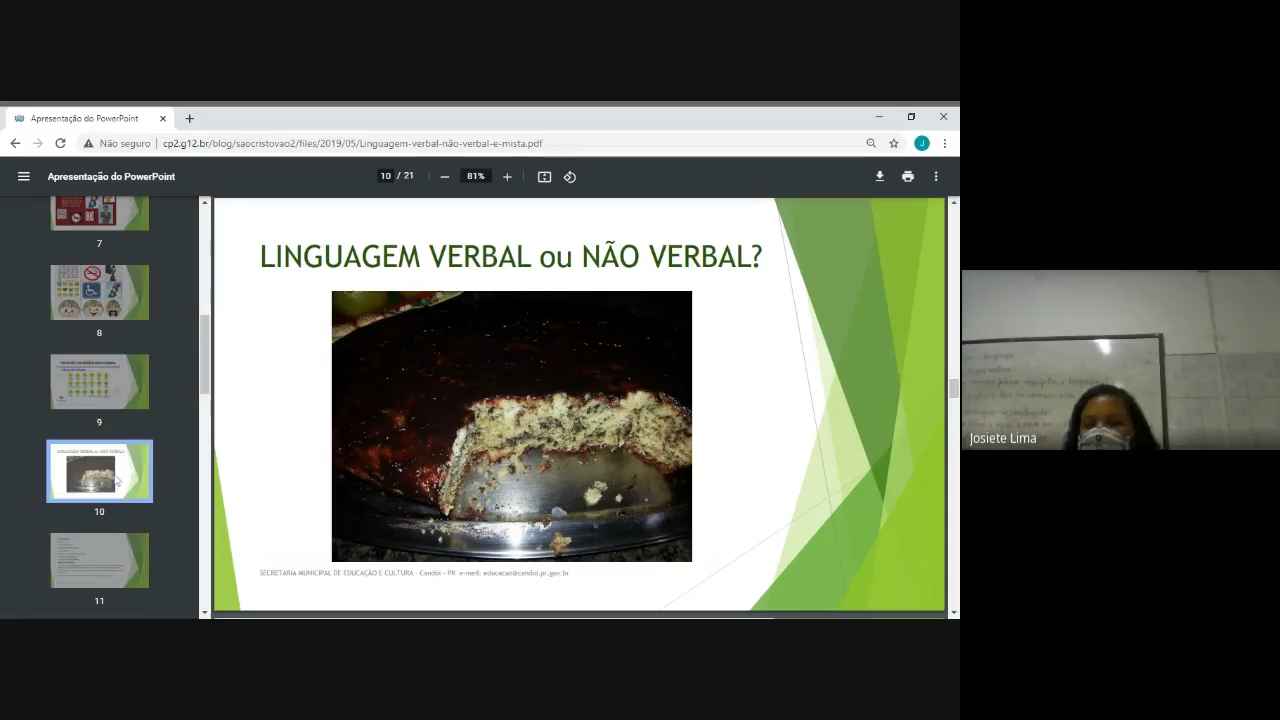 Apresentação do PowerPoint
Não seguro | cp2.g12.br/blog/saocristovao2/files/2019/05/Linguagem-verbal-não-verbal-e-mista.pdf
J
Apresentação do PowerPoint
10 / 21
81%
7
8
9
10
11
LINGUAGEM VERBAL ou NÃO VERBAL?
SECRETARIA MUNICIPAL DE EDUCAÇÃO E CULTURA - Candói - PR e-mail: educacao@candoi.pr.gov.br
Josiete Lima